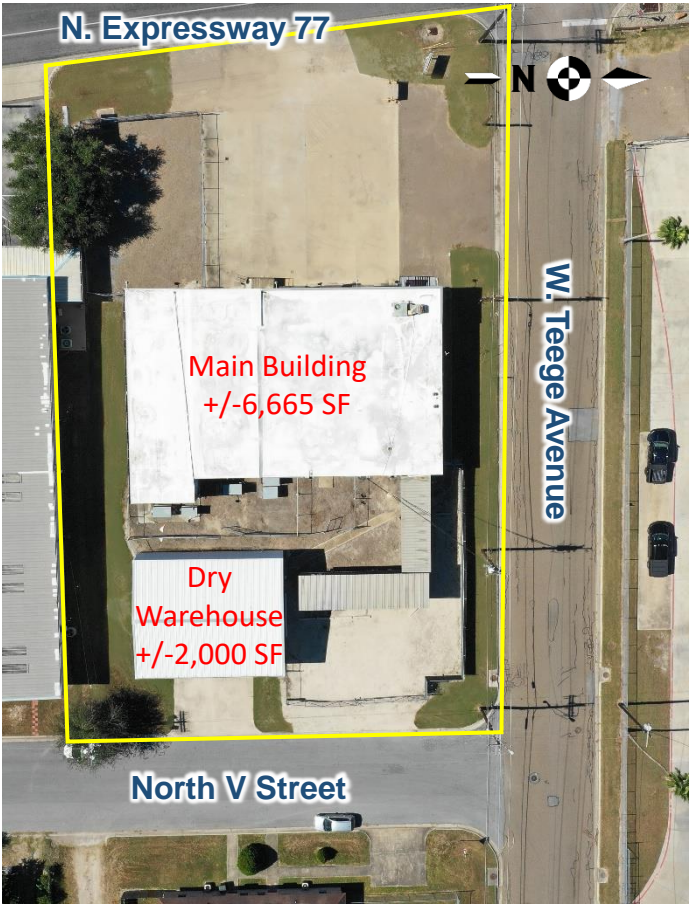 N. Expressway 77
N
W. Teege Avenue
Main Building
+/-6,665 SF
Dry
Warehouse
+/-2,000 SF
North V Street